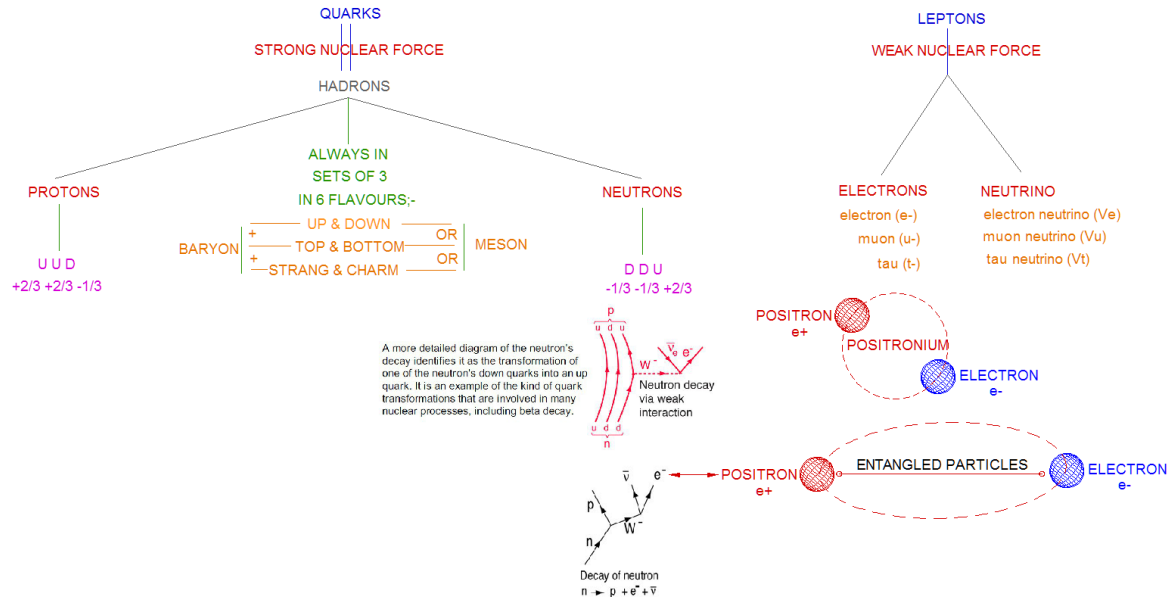 QUARKS
STRONG NUCLEAR FORCE
HADRONS
ALWAYS IN
SETS OF 3
IN 6 FLAVOURS;-
PROTONS
U U D
+2/3 +2/3 -1/3
BARYON
+
+
UP & DOWN
TOP & BOTTOM
STRANG & CHARM
OR
OR
MESON
NEUTRONS
D D U
-1/3 -1/3 +2/3
LEPTONS
WEAK NUCLEAR FORCE
ELECTRONS
electron (e-)
muon (u-)
tau (t-)
NEUTRINO
electron neutrino (Ve)
muon neutrino (Vu)
tau neutrino (Vt)
A more detailed diagram of the neutron's
decay identifies it as the transformation of
one of the neutron's down quarks into an up
quark. It is an example of the kind of quark
transformations that are involved in many
nuclear processes, including beta decay.
p
u d u
W⁻
ν̅e e⁻
Neutron decay
via weak
interaction
u d d
n
POSITRON
e+
POSITRONIUM
ELECTRON
e-
POSITRON
e+
ENTANGLED PARTICLES
ELECTRON
e-
ν̅ e⁻
p
W⁻
n
Decay of neutron
n → p + e⁻ + ν̅